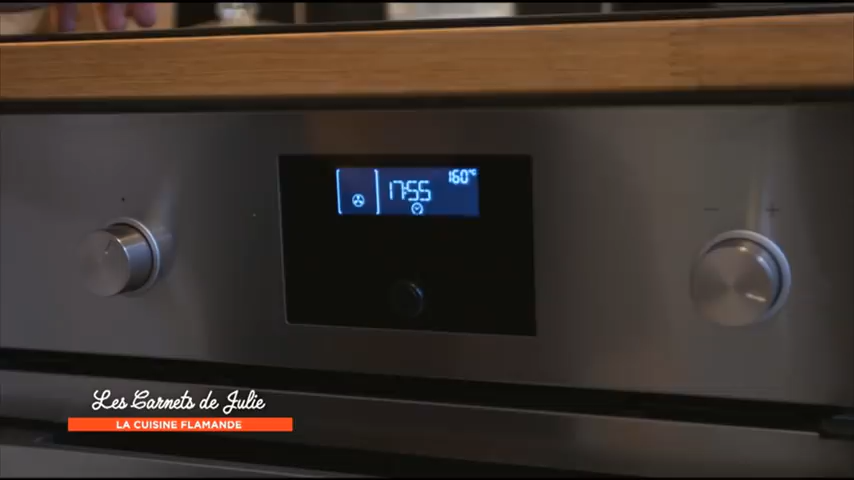 160°C
17:55
- +
Les Carnets de Julie
LA CUISINE FLAMANDE